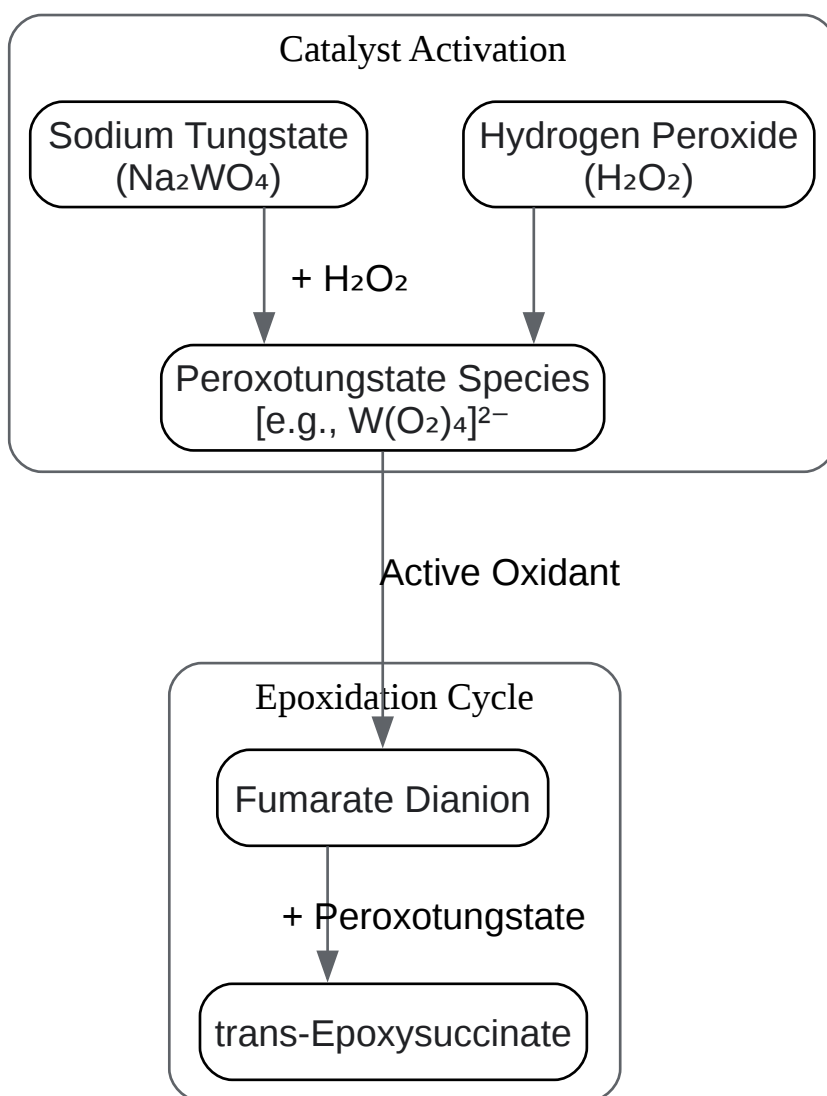 Catalyst Activation
Sodium Tungstate
(Na₂WO₄)
Hydrogen Peroxide
(H₂O₂)
+ H₂O₂
Peroxotungstate Species
[e.g., W(O₂)₄]²⁻
Active Oxidant
Epoxidation Cycle
Fumarate Dianion
+ Peroxotungstate
trans-Epoxysuccinate